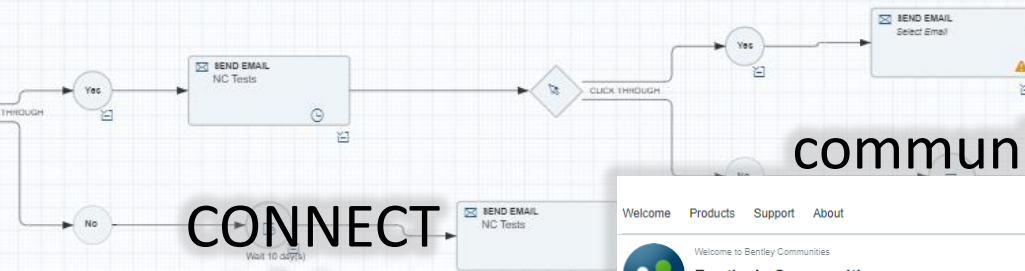 SEND EMAIL
Select Email
Yes
SEND EMAIL
NC Tests
Yes
CLICK THROUGH
THROUGH
commun
No
CONNECT
SEND EMAIL
NC Tests
No
Wait 10 day(s)
Welcome Products Support About
Welcome to Bentley Communities